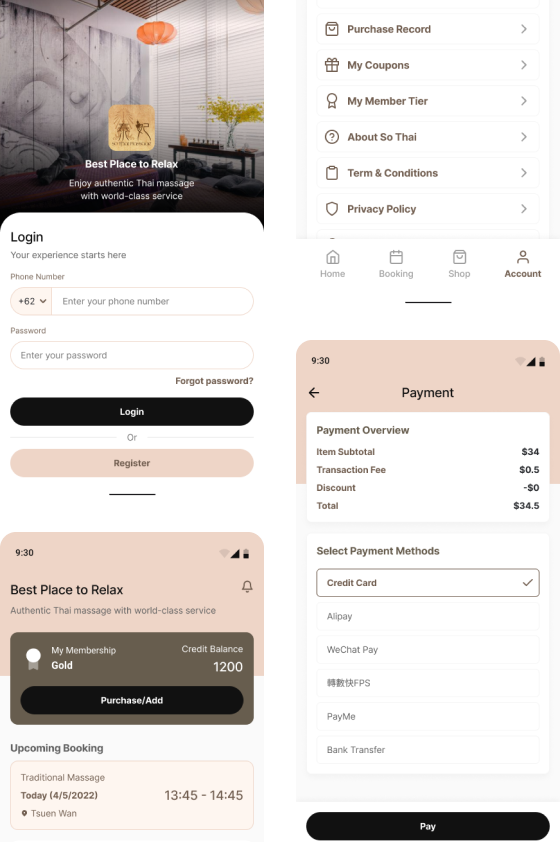 Best Place to Relax
Enjoy authentic Thai massage
with world-class service
Login
Your experience starts here
Phone Number
+62
Enter your phone number
Password
Enter your password
Forgot password?
Login
Or
Register
9:30
Best Place to Relax
Authentic Thai massage with world-class service
My Membership
Gold
Credit Balance
1200
Purchase/Add
Upcoming Booking
Traditional Massage
Today (4/5/2022)
13:45 - 14:45
Tsuen Wan
Purchase Record
My Coupons
My Member Tier
About So Thai
Term & Conditions
Privacy Policy
Home
Booking
Shop
Account
9:30
Payment
Payment Overview
Item Subtotal $34
Transaction Fee $0.5
Discount -$0
Total $34.5
Select Payment Methods
Credit Card
Alipay
WeChat Pay
轉數快FPS
PayMe
Bank Transfer
Pay